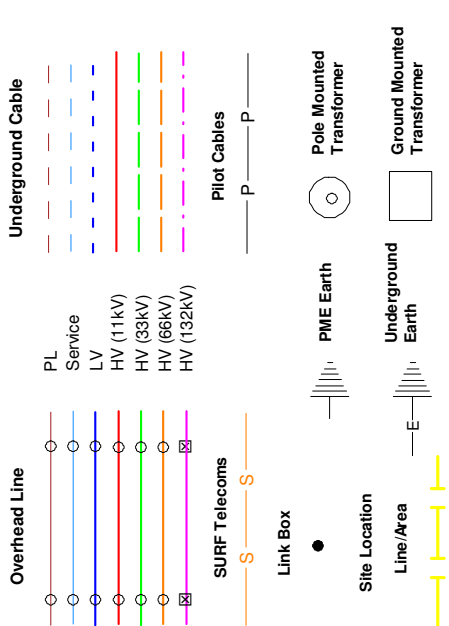 Overhead Line
Underground Cable
PL
Service
LV
HV (11kV)
HV (33kV)
HV (66kV)
HV (132kV)
SURF Telecoms
S
S
Pilot Cables
P
P
Link Box
PME Earth
Pole Mounted
Transformer
Site Location
Line/Area
E
Underground
Earth
Ground Mounted
Transformer